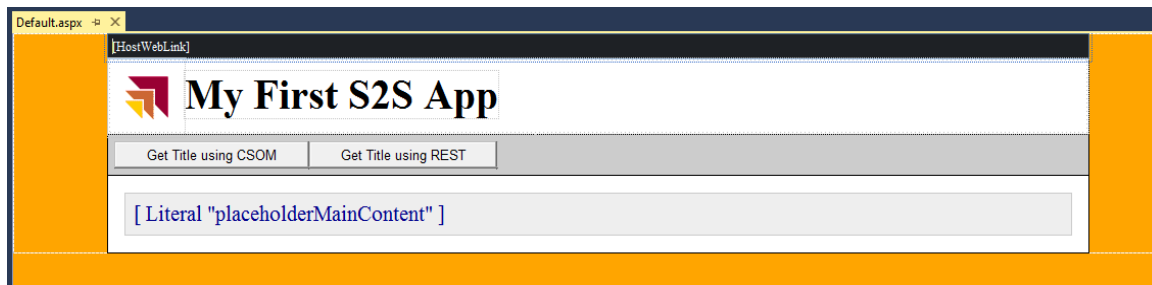 Default.aspx
[HostWebLink]
My First S2S App
Get Title using CSOM Get Title using REST
[ Literal "placeholderMainContent" ]